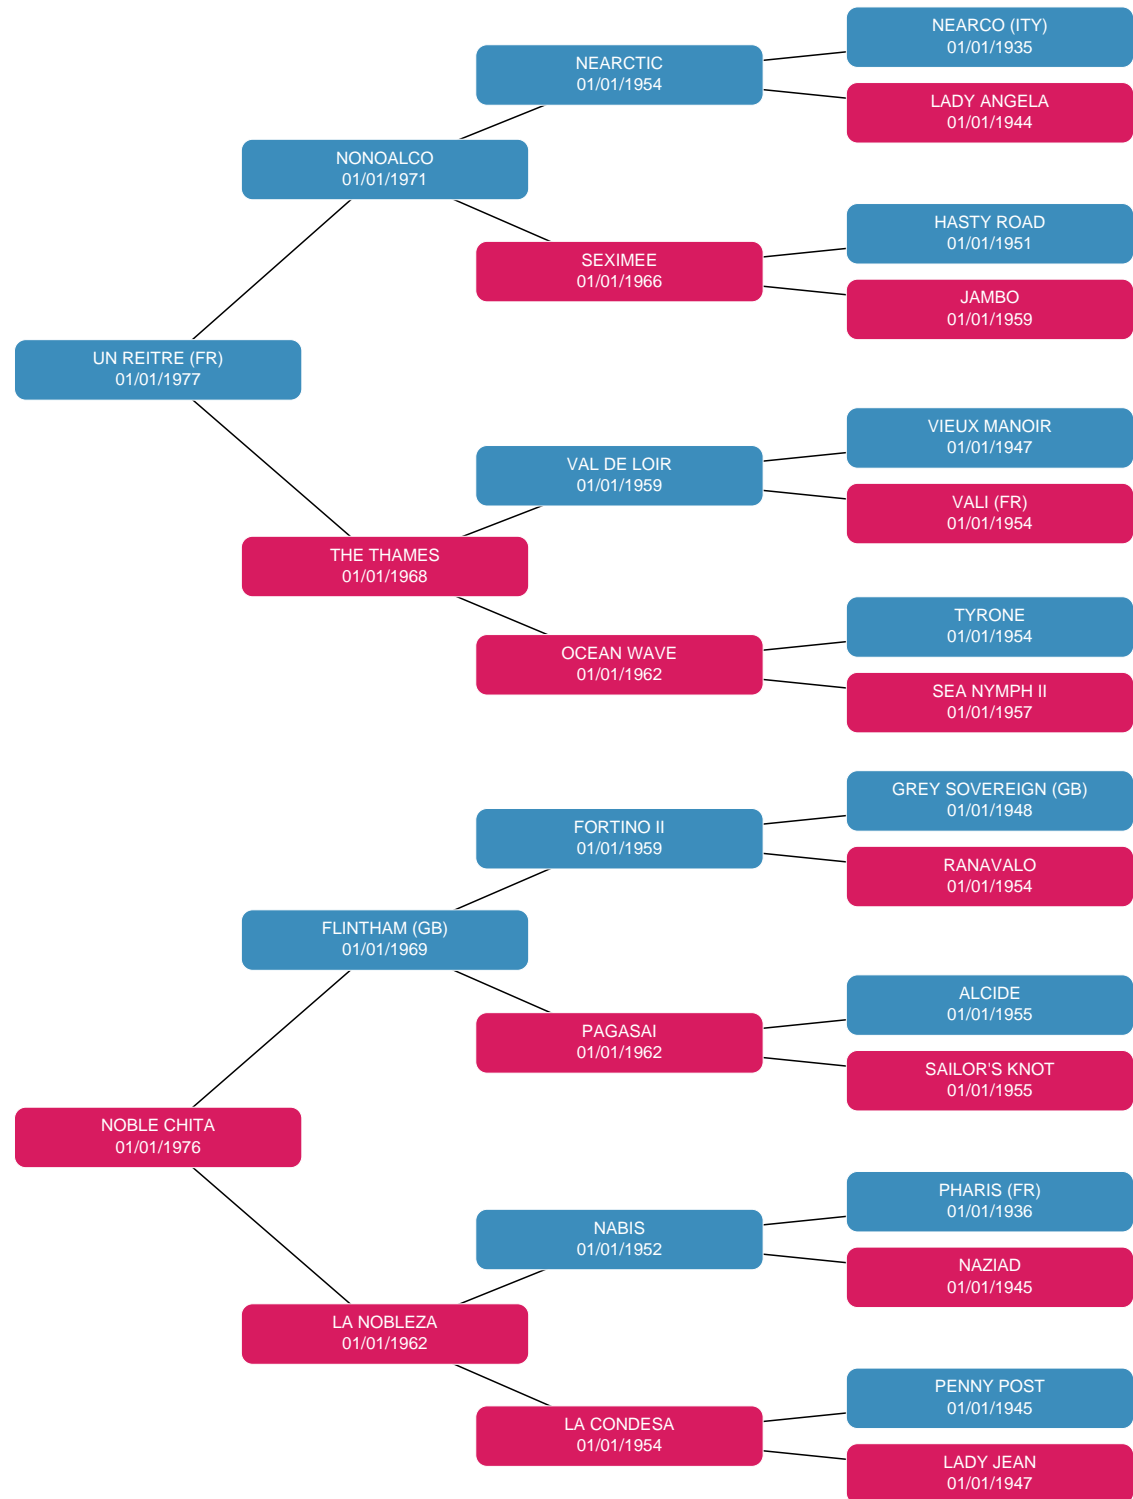 NEARCO (ITY)
01/01/1935
NEARCTIC
01/01/1954
LADY ANGELA
01/01/1944
NONOALCO
01/01/1971
HASTY ROAD
01/01/1951
SEXIMEE
01/01/1966
JAMBO
01/01/1959
UN REITRE (FR)
01/01/1977
VIEUX MANOIR
01/01/1947
VAL DE LOIR
01/01/1959
VALI (FR)
01/01/1954
THE THAMES
01/01/1968
TYRONE
01/01/1954
OCEAN WAVE
01/01/1962
SEA NYMPH II
01/01/1957
GREY SOVEREIGN (GB)
01/01/1948
FORTINO II
01/01/1959
RANAVALO
01/01/1954
FLINTHAM (GB)
01/01/1969
ALCIDE
01/01/1955
PAGASAI
01/01/1962
SAILOR'S KNOT
01/01/1955
NOBLE CHITA
01/01/1976
PHARIS (FR)
01/01/1936
NABIS
01/01/1952
NAZIAD
01/01/1945
LA NOBLEZA
01/01/1962
PENNY POST
01/01/1945
LA CONDESA
01/01/1954
LADY JEAN
01/01/1947